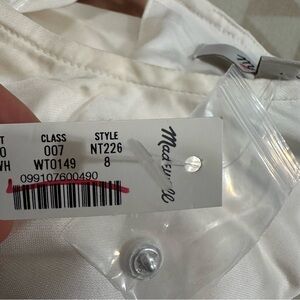 T CLASS STYLE
0 007 NT226
WH WT0149 8
099107600490
Madewell